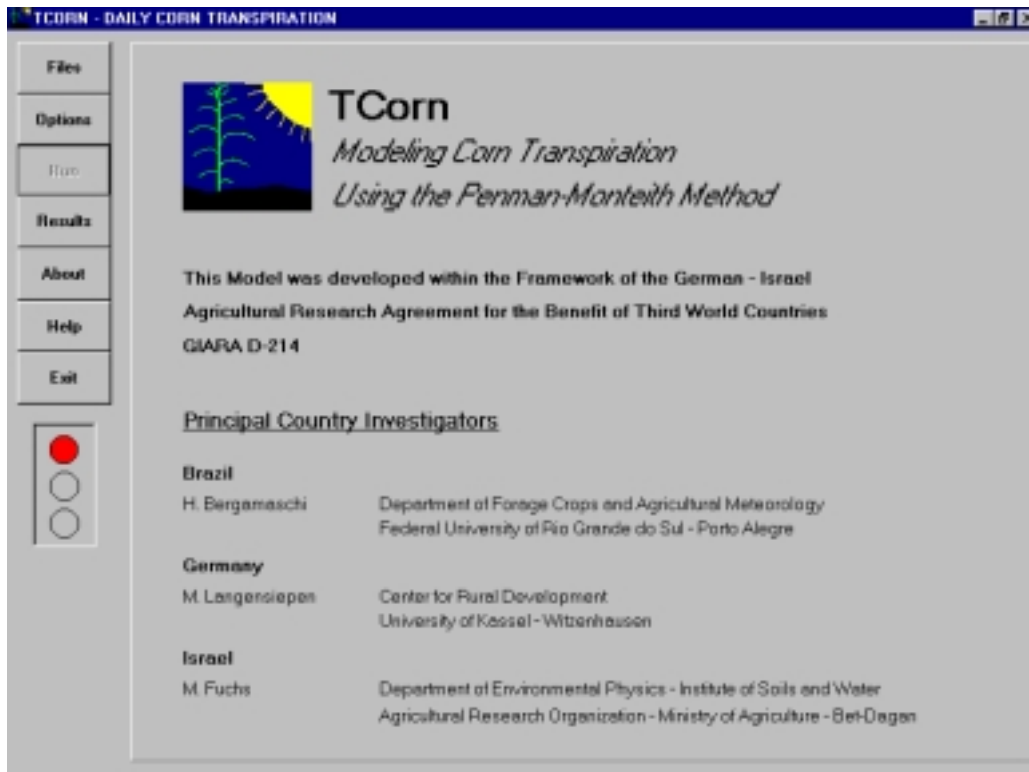 TCORN - DAILY CORN TRANSPIRATION
Files
Options
Run
Results
About
Help
Exit
TCorn
Modeling Corn Transpiration
Using the Penman-Monteith Method
This Model was developed within the Framework of the German - Israel
Agricultural Research Agreement for the Benefit of Third World Countries
GIARA D-214
Principal Country Investigators
Brazil
H. Bergamaschi
Department of Forage Crops and Agricultural Meteorology
Federal University of Rio Grande do Sul - Porto Alegre
Germany
M. Langensiepen
Center for Rural Development
University of Kassel - Witzenhausen
Israel
M. Fuchs
Department of Environmental Physics - Institute of Soils and Water
Agricultural Research Organization - Ministry of Agriculture - Bet-Dagan